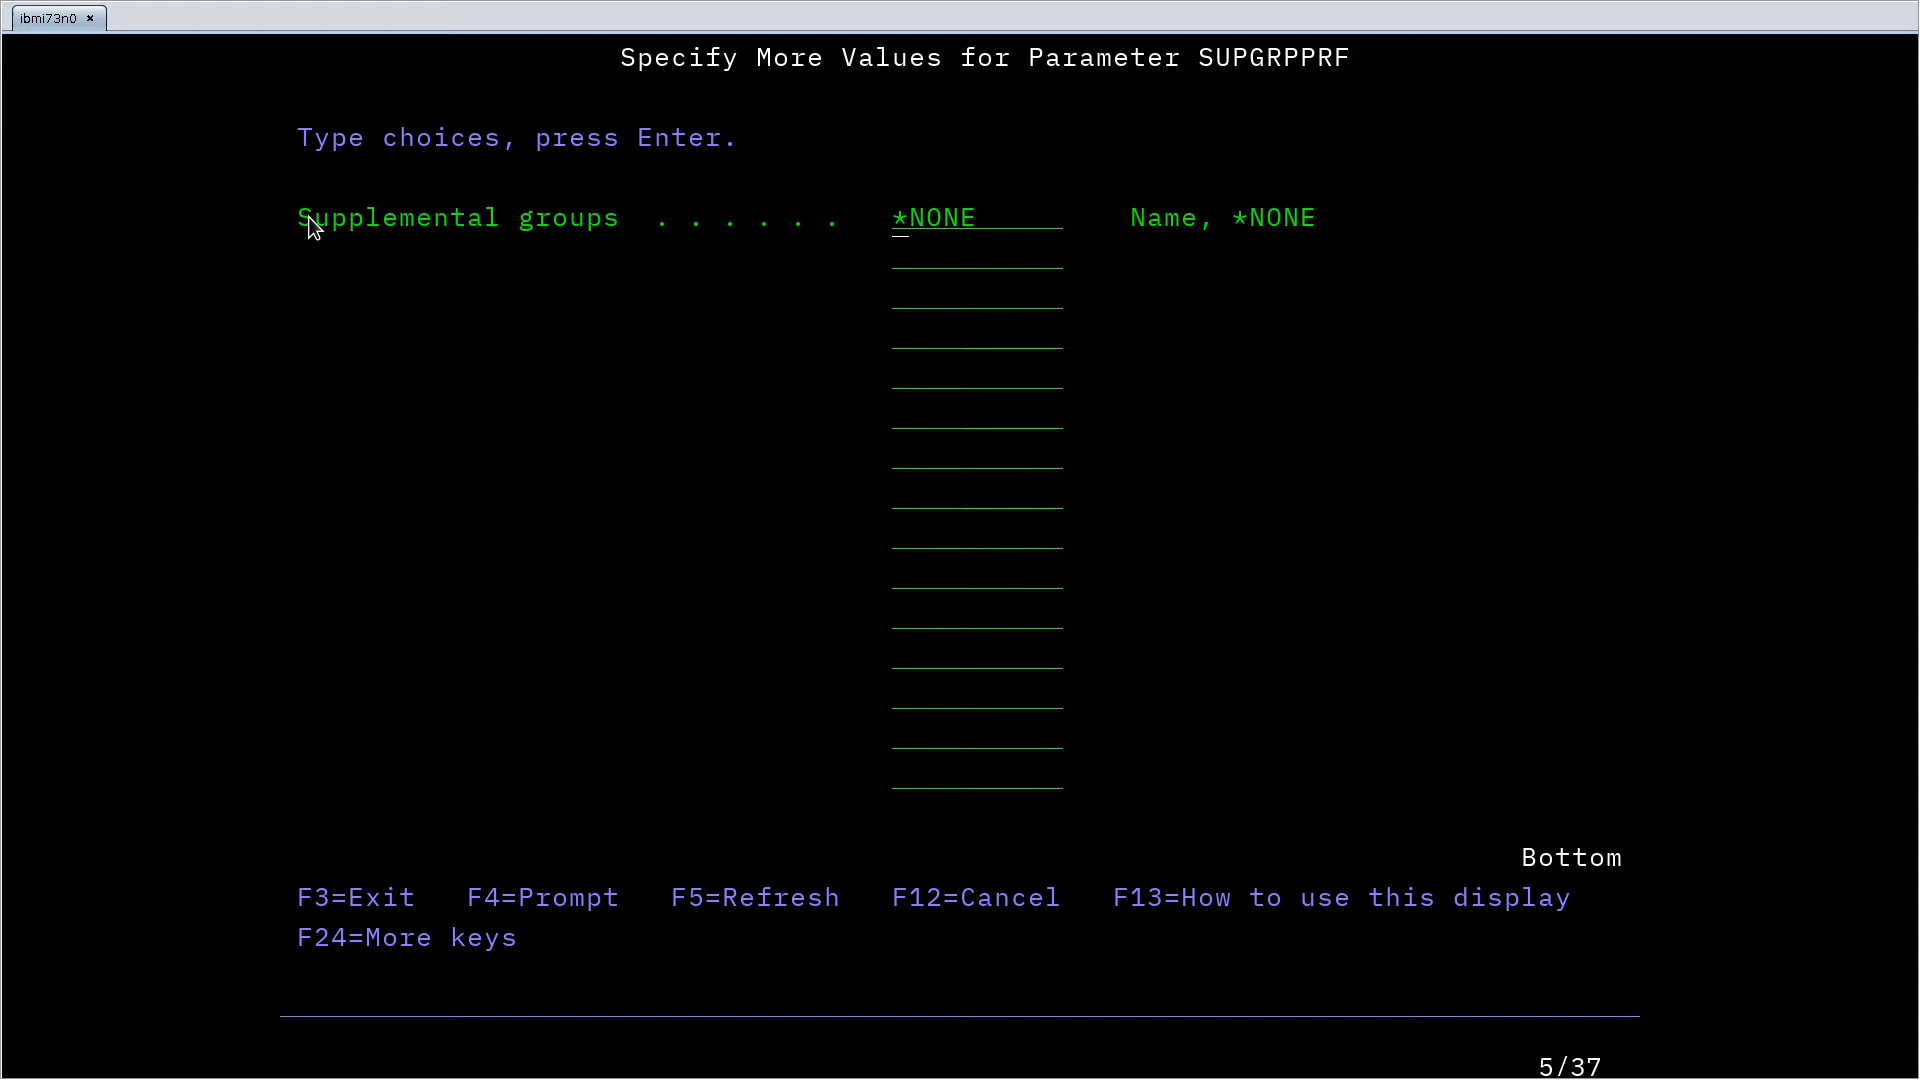 ibmi73n0 ×
Specify More Values for Parameter SUPGRPPRF
Type choices, press Enter.
Supplemental groups . . . . . . *NONE Name, *NONE
Bottom
F3=Exit F4=Prompt F5=Refresh F12=Cancel F13=How to use this display
F24=More keys
5/37